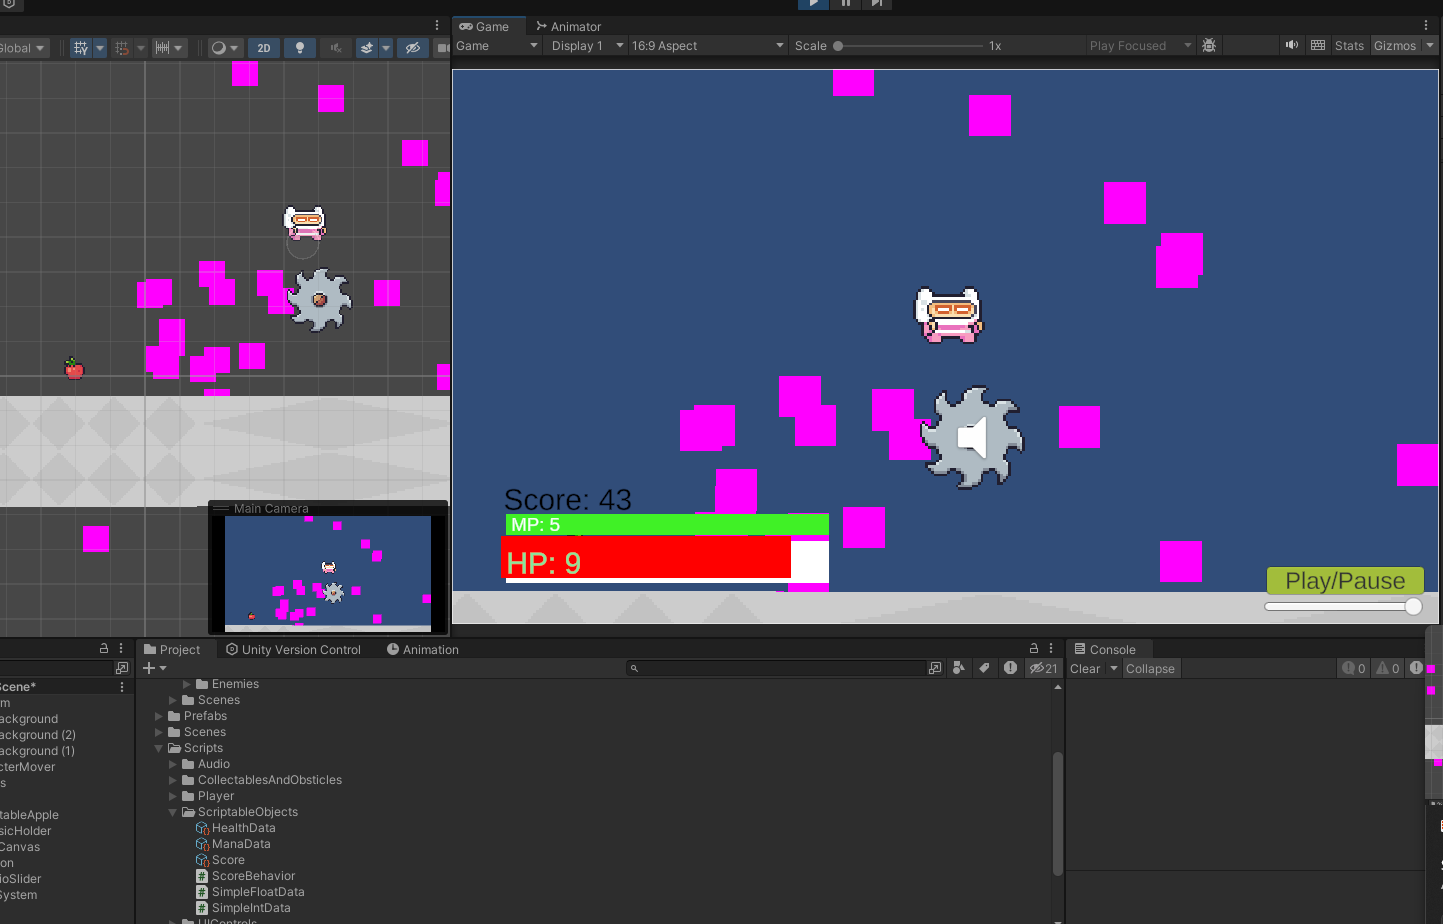 Game
Animator
Global
2D
Game
Display 1
16:9 Aspect
Scale
1x
Play Focused
Stats
Gizmos
Score: 43
MP: 5
HP: 9
Play/Pause
Main Camera
Project
Unity Version Control
Animation
Console
21
Clear
Collapse
0
0
Scene*
ackground
ackground (2)
ackground (1)
cterMover
tableApple
sicHolder
Canvas
ioSlider
System
Enemies
Scenes
Prefabs
Scenes
Scripts
Audio
CollectablesAndObsticles
Player
ScriptableObjects
HealthData
ManaData
Score
ScoreBehavior
SimpleFloatData
SimpleIntData
UIControls